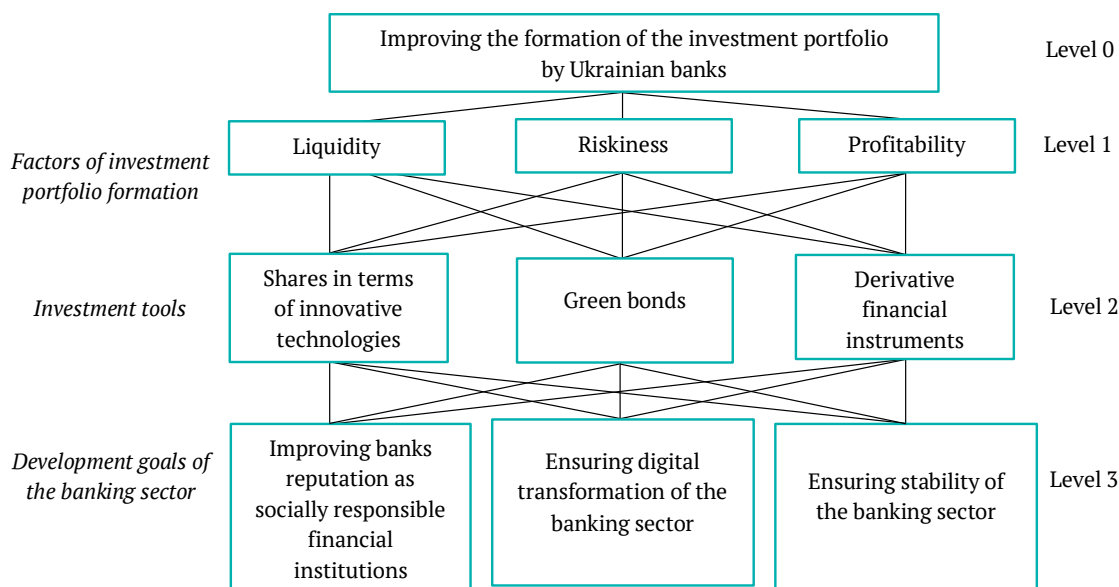 Improving the formation of the investment portfolio
by Ukrainian banks
Level 0
Factors of investment
portfolio formation
Liquidity
Riskiness
Profitability
Level 1
Investment tools
Shares in terms
of innovative
technologies
Green bonds
Derivative
financial
instruments
Level 2
Development goals of
the banking sector
Improving banks
reputation as
socially responsible
financial
institutions
Ensuring digital
transformation of the
banking sector
Ensuring stability of
the banking sector
Level 3